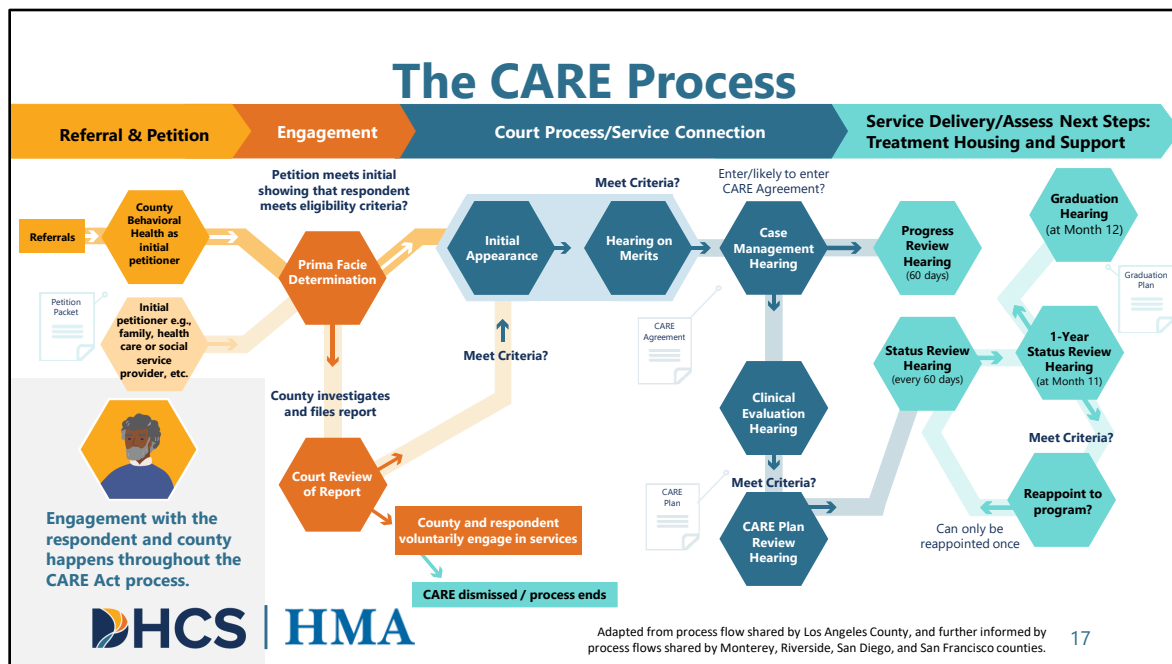 The CARE Process
Referral & Petition
Engagement
Court Process/Service Connection
Service Delivery/Assess Next Steps:
Treatment Housing and Support
Referrals
County
Behavioral
Health as
initial
petitioner
Petition
Packet
Initial
petitioner e.g.,
family, health
care or social
service
provider, etc.
Petition meets initial
showing that respondent
meets eligibility criteria?
Prima Facie
Determination
County investigates
and files report
Court Review
of Report
County and respondent
voluntarily engage in services
CARE dismissed / process ends
Meet Criteria?
Initial
Appearance
Meet Criteria?
Hearing on
Merits
Enter/likely to enter
CARE Agreement?
Case
Management
Hearing
CARE
Agreement
Clinical
Evaluation
Hearing
Meet Criteria?
CARE
Plan
CARE Plan
Review
Hearing
Progress
Review
Hearing
(60 days)
Status Review
Hearing
(every 60 days)
Graduation
Hearing
(at Month 12)
Graduation
Plan
1-Year
Status Review
Hearing
(at Month 11)
Meet Criteria?
Reappoint to
program?
Can only be
reappointed once
Engagement with the
respondent and county
happens throughout the
CARE Act process.
DHCS
HMA
Adapted from process flow shared by Los Angeles County, and further informed by
process flows shared by Monterey, Riverside, San Diego, and San Francisco counties.
17